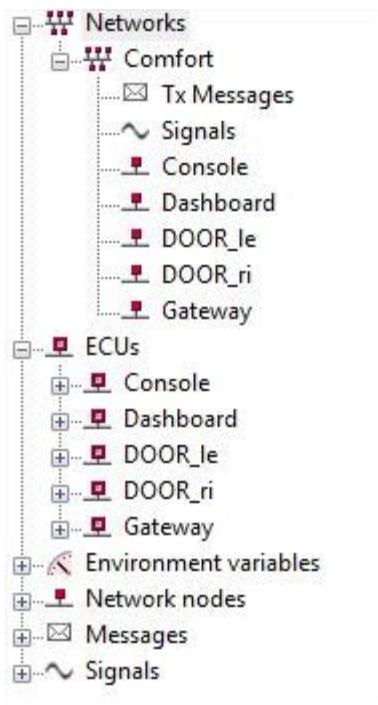 Networks
Comfort
Tx Messages
Signals
Console
Dashboard
DOOR_le
DOOR_ri
Gateway
ECUs
Console
Dashboard
DOOR_le
DOOR_ri
Gateway
Environment variables
Network nodes
Messages
Signals